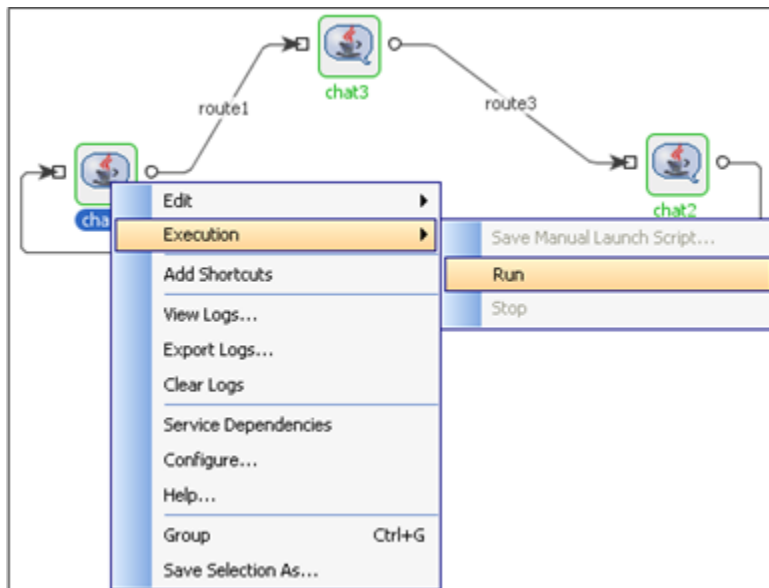 chat3
route1
route3
cha
chat2
Edit
Execution
Save Manual Launch Script...
Add Shortcuts
Run
View Logs...
Stop
Export Logs...
Clear Logs
Service Dependencies
Configure...
Help...
Group Ctrl+G
Save Selection As...